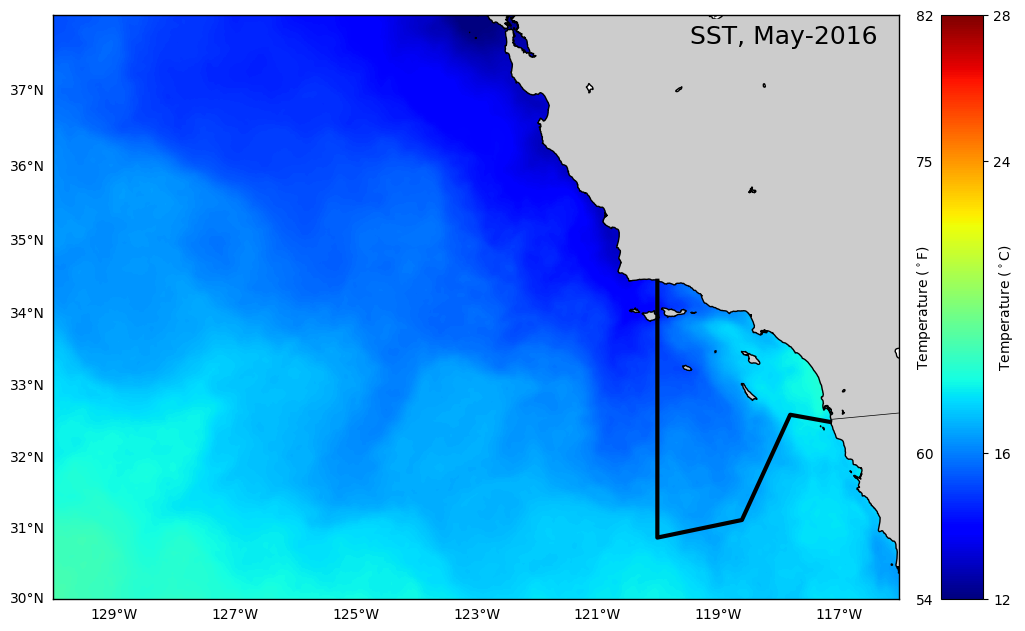 SST, May-2016
37°N
36°N
35°N
34°N
33°N
32°N
31°N
30°N
129°W
127°W
125°W
123°W
121°W
119°W
117°W
82
75
60
54
Temperature (°F)
28
24
16
12
Temperature (°C)